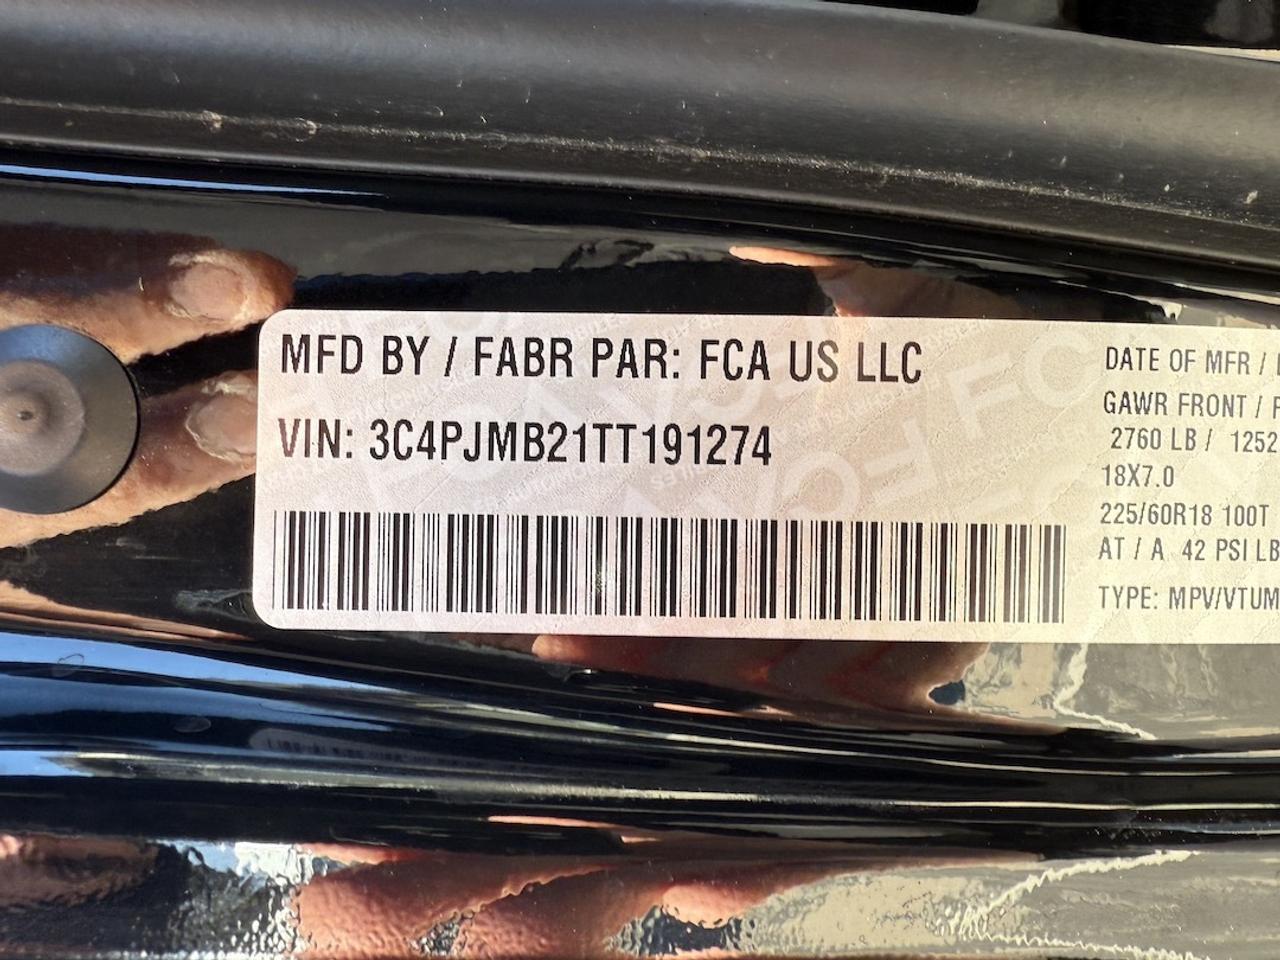 MFD BY / FABR PAR: FCA US LLC
VIN: 3C4PJMB21TT191274
DATE OF MFR /
GAWR FRONT /
2760 LB / 1252
18X7.0
225/60R18 100T
AT / A 42 PSI LB
TYPE: MPV/VTUM